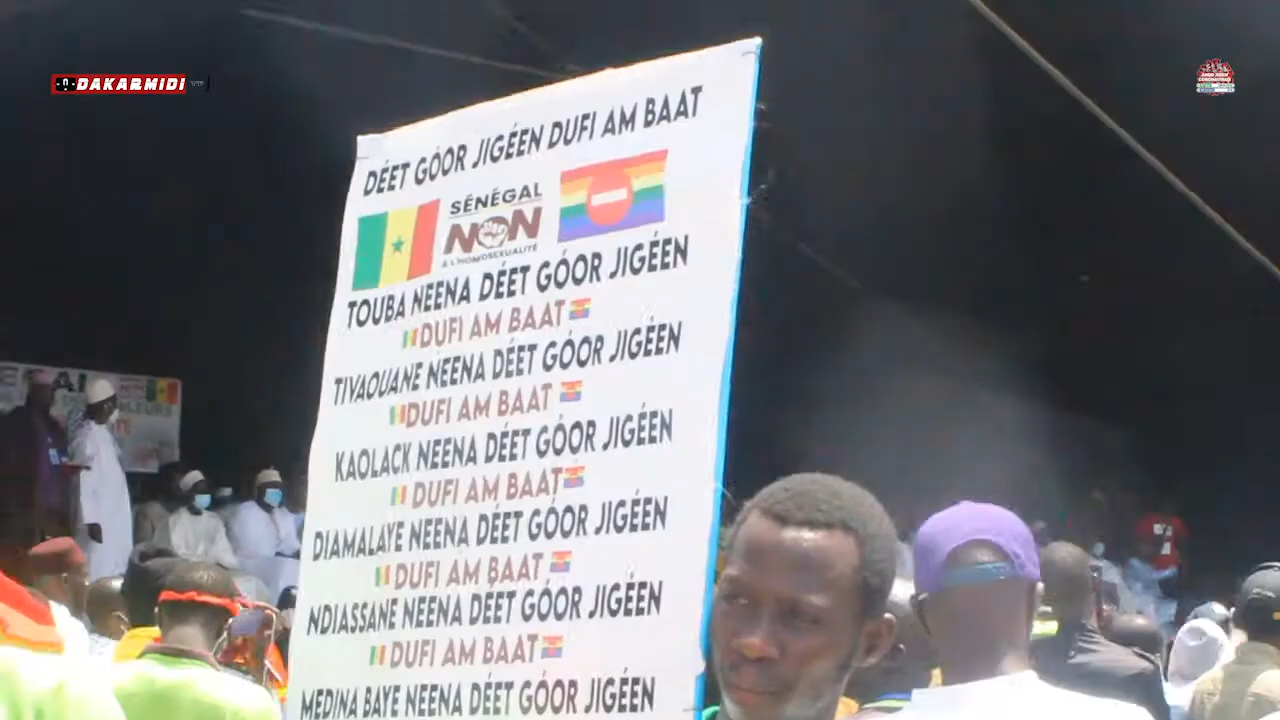 DAKARMIDI TV
DÉET GÓOR JIGÉEN DUFI AM BAAT
SÉNÉGAL
NON
À L'HOMOSEXUALITÉ
TOUBA NEENA DÉET GÓOR JIGÉEN
DUFI AM BAAT
TIVAOUANE NEENA DÉET GÓOR JIGÉEN
DUFI AM BAAT
KAOLACK NEENA DÉET GÓOR JIGÉEN
DUFI AM BAAT
DIAMALAYE NEENA DÉET GÓOR JIGÉEN
DUFI AM BAAT
NDIASSANE NEENA DÉET GÓOR JIGÉEN
DUFI AM BAAT
MEDINA BAYE NEENA DÉET GÓOR JIGÉEN